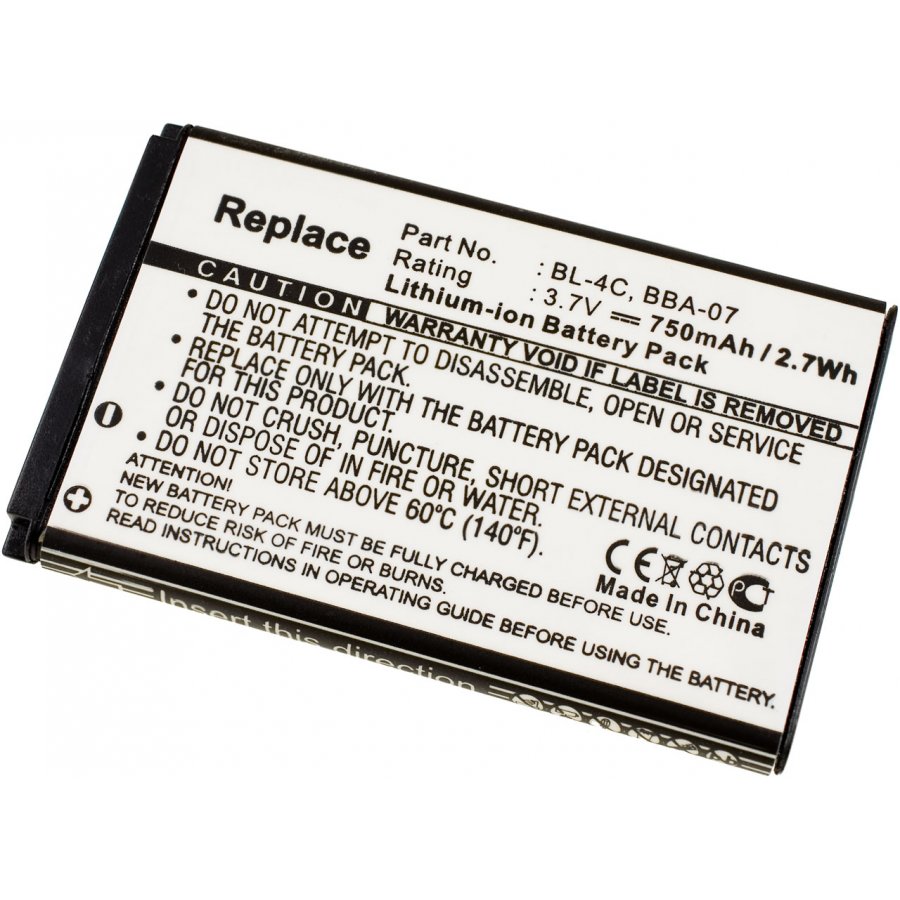 Replace
Part No. : BL-4C, BBA-07
Rating : 3.7V 750mAh / 2.7Wh
Lithium-ion Battery Pack
CAUTION: WARRANTY VOID IF LABEL IS REMOVED
DO NOT ATTEMPT TO DISASSEMBLE, OPEN OR SERVICE
THE BATTERY PACK.
REPLACE ONLY WITH THE BATTERY PACK DESIGNATED
FOR THIS PRODUCT.
DO NOT CRUSH, PUNCTURE, SHORT EXTERNAL CONTACTS
OR DISPOSE OF IN FIRE OR WATER.
DO NOT STORE ABOVE 60°C (140°F).
ATTENTION!
NEW BATTERY PACK MUST BE FULLY CHARGED BEFORE USE.
TO REDUCE RISK OF FIRE OR BURNS.
READ INSTRUCTION OPERATING GUIDE BEFORE USING THE BATTERY.
CE
PCT
Made In China
Insert this direction